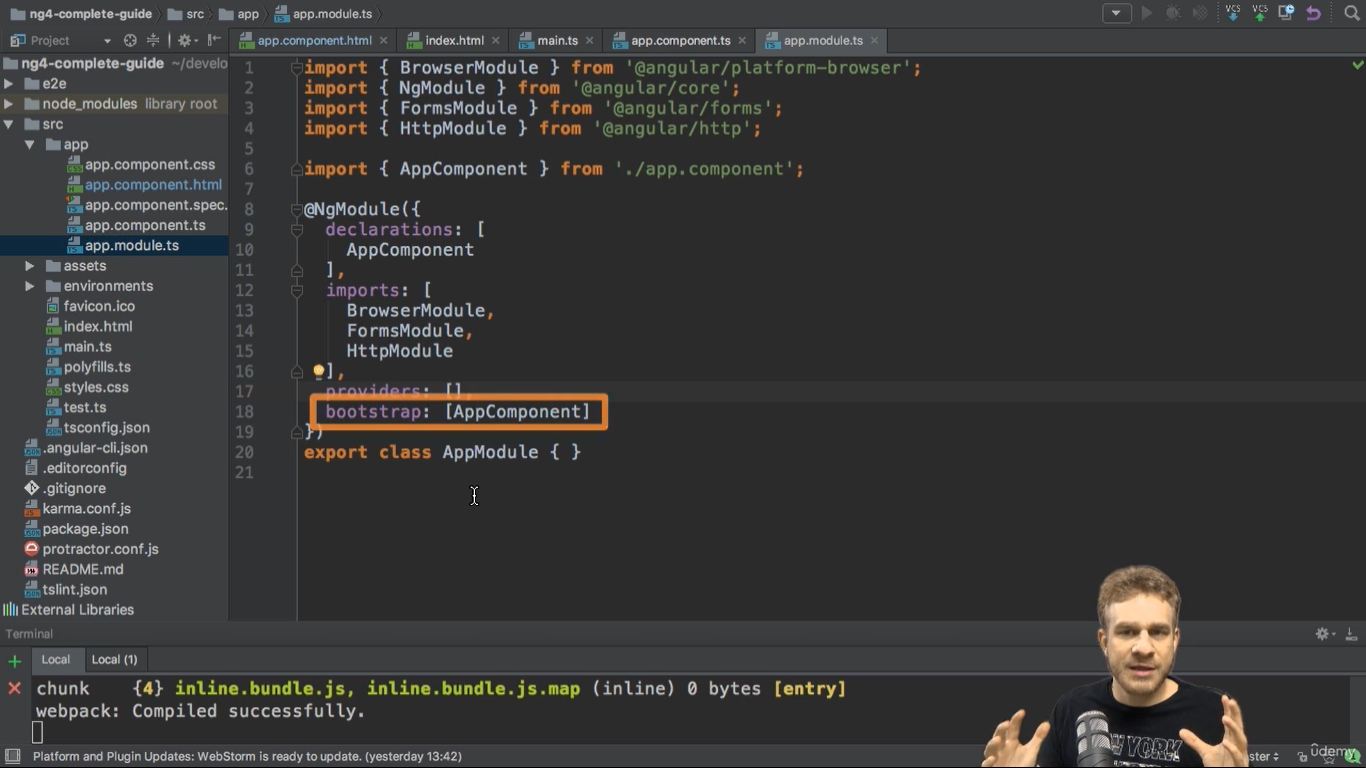 ng4-complete-guide src app app.module.ts
VCS VCS
Project
app.component.html index.html main.ts app.component.ts app.module.ts
ng4-complete-guide ~/develo
e2e
node_modules library root
src
app
app.component.css
app.component.html
app.component.spec.
app.component.ts
app.module.ts
assets
environments
favicon.ico
index.html
main.ts
polyfills.ts
styles.css
test.ts
tsconfig.json
.angular-cli.json
.editorconfig
.gitignore
karma.conf.js
package.json
protractor.conf.js
README.md
tslint.json
External Libraries
1 import { BrowserModule } from '@angular/platform-browser';
2 import { NgModule } from '@angular/core';
3 import { FormsModule } from '@angular/forms';
4 import { HttpModule } from '@angular/http';
5
6 import { AppComponent } from './app.component';
7
8 @NgModule({
9 declarations: [
10 AppComponent
11 ],
12 imports: [
13 BrowserModule,
14 FormsModule,
15 HttpModule
16 ],
17 providers: [],
18 bootstrap: [AppComponent]
19 })
20 export class AppModule { }
21
Terminal
Local Local (1)
chunk {4} inline.bundle.js, inline.bundle.js.map (inline) 0 bytes [entry]
webpack: Compiled successfully.
NEW YORK
Platform and Plugin Updates: WebStorm is ready to update. (yesterday 13:42)
ster
ûdemy